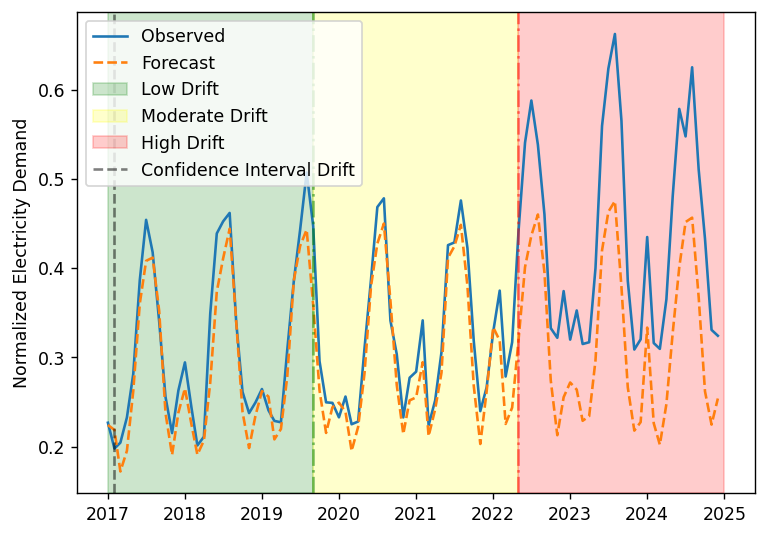 Observed
Forecast
Low Drift
Moderate Drift
High Drift
Confidence Interval Drift
Normalized Electricity Demand
0.6
0.5
0.4
0.3
0.2
2017 2018 2019 2020 2021 2022 2023 2024 2025